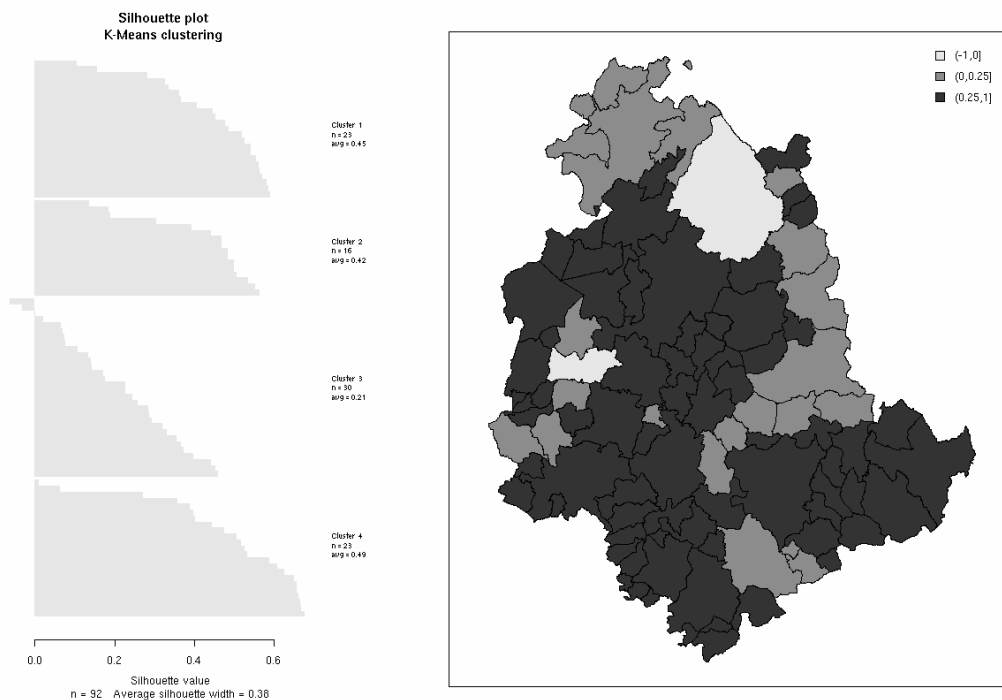 Silhouette plot
K-Means clustering
Cluster 1
n = 23
avg = 0.45
Cluster 2
n = 16
avg = 0.42
Cluster 3
n = 30
avg = 0.21
Cluster 4
n = 23
avg = 0.49
0.0 0.2 0.4 0.6
Silhouette value
n = 92 Average silhouette width = 0.38
(-1,0]
(0,0.25]
(0.25,1]